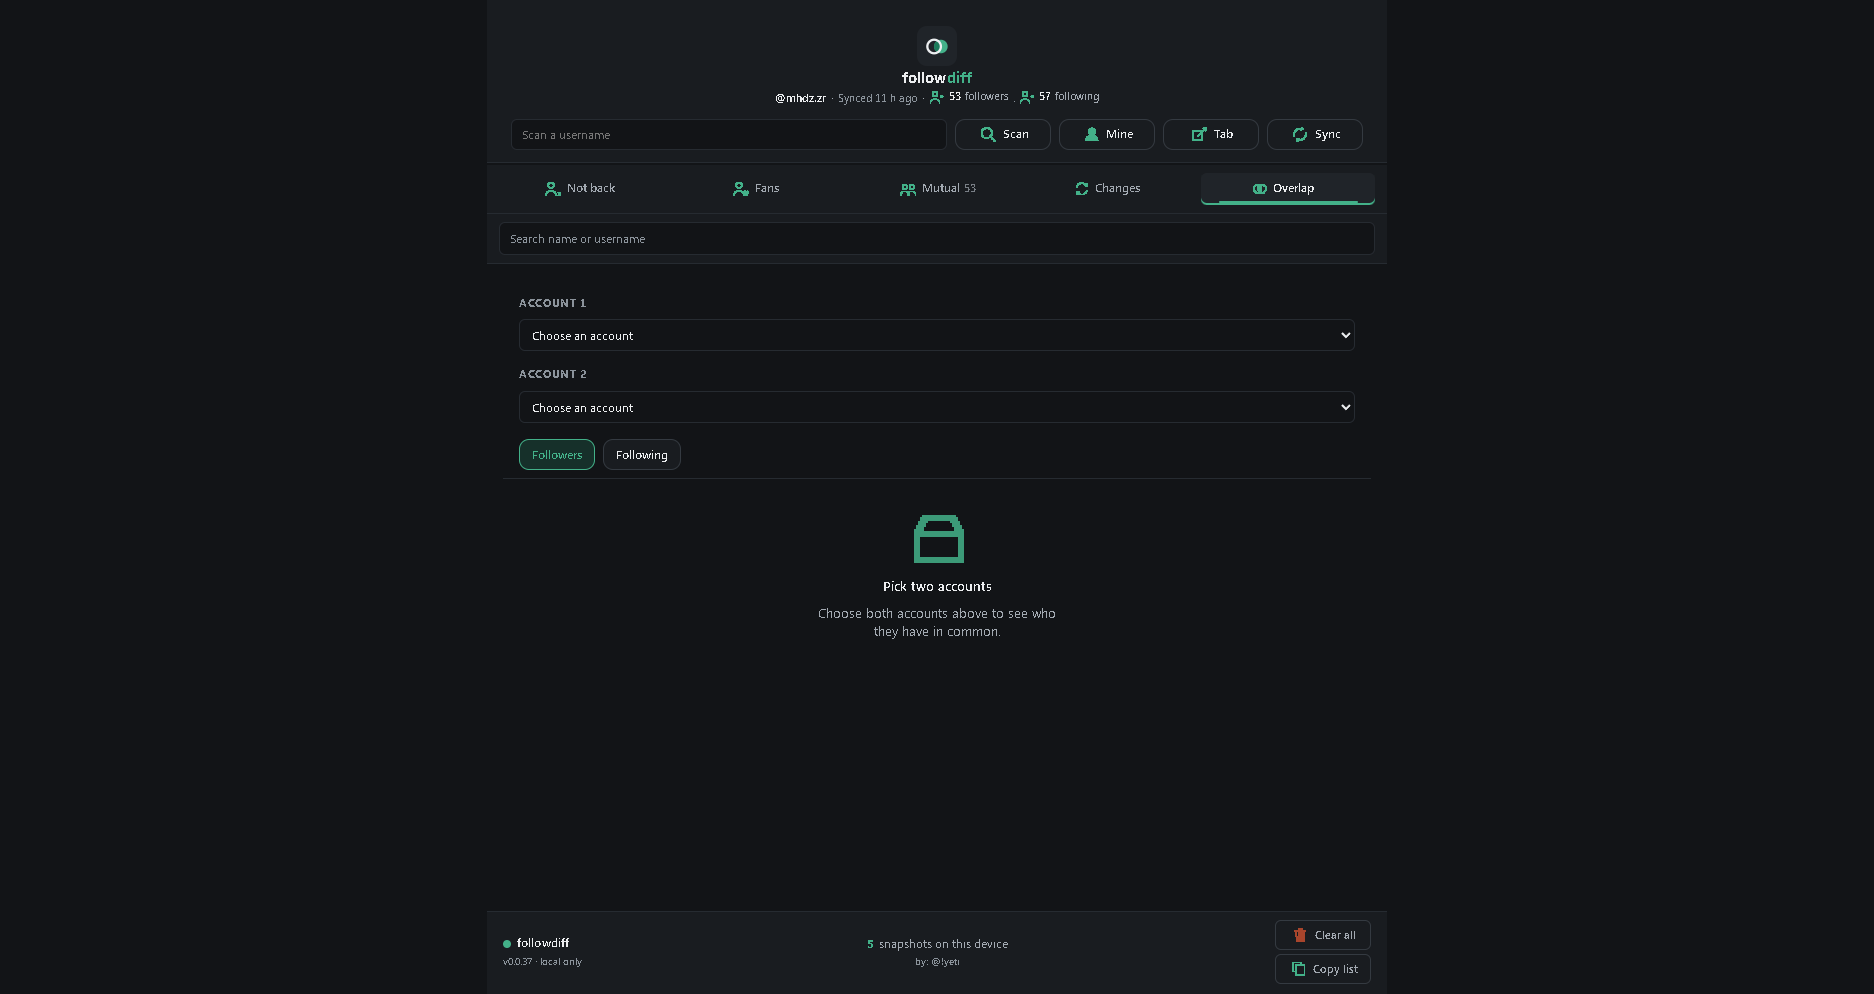 followdiff
@mhdz.zr · Synced 11 h ago · 53 followers · 57 following
Scan a username
Scan
Mine
Tab
Sync
Not back
Fans
Mutual 53
Changes
Overlap
Search name or username
ACCOUNT 1
Choose an account
ACCOUNT 2
Choose an account
Followers
Following
Pick two accounts
Choose both accounts above to see who
they have in common.
followdiff
v0.0.37 · local only
5 snapshots on this device
by:
Clear all
Copy list